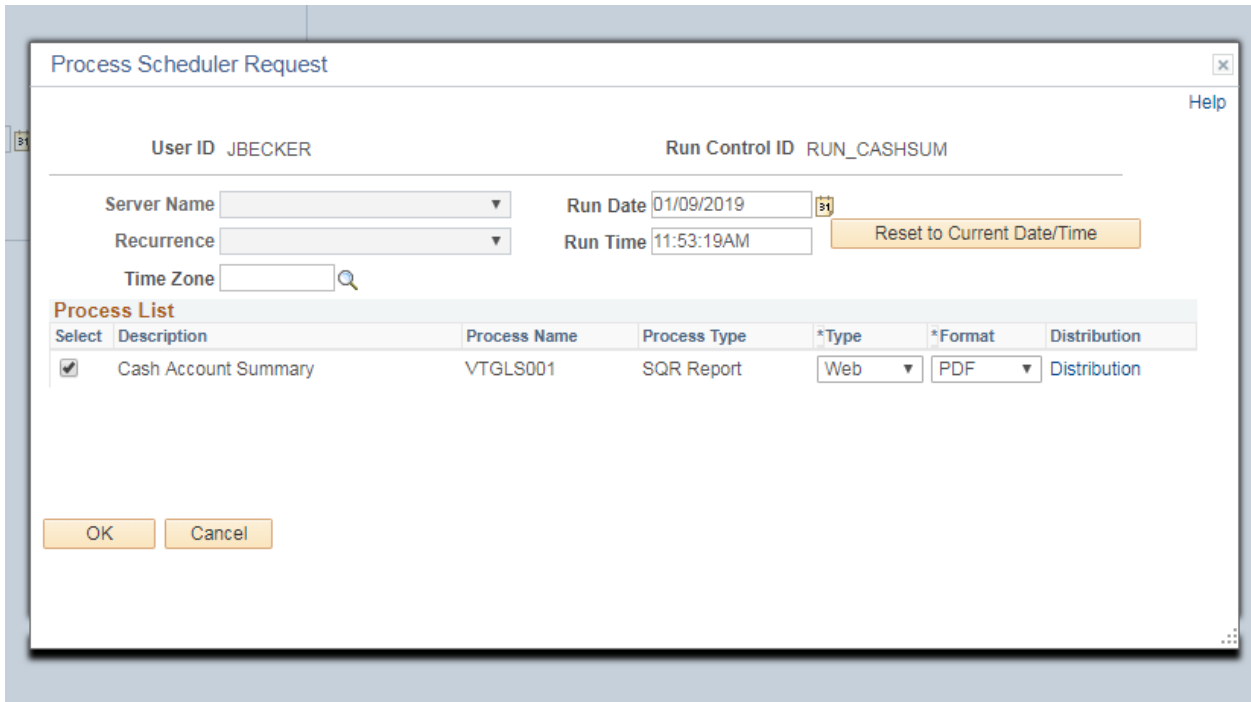 Process Scheduler Request
Help
User ID JBECKER Run Control ID RUN_CASHSUM
Server Name Run Date 01/09/2019
Recurrence Run Time 11:53:19AM Reset to Current Date/Time
Time Zone
Process List
Select Description Process Name Process Type *Type *Format Distribution
Cash Account Summary VTGLS001 SQR Report Web PDF Distribution
OK Cancel